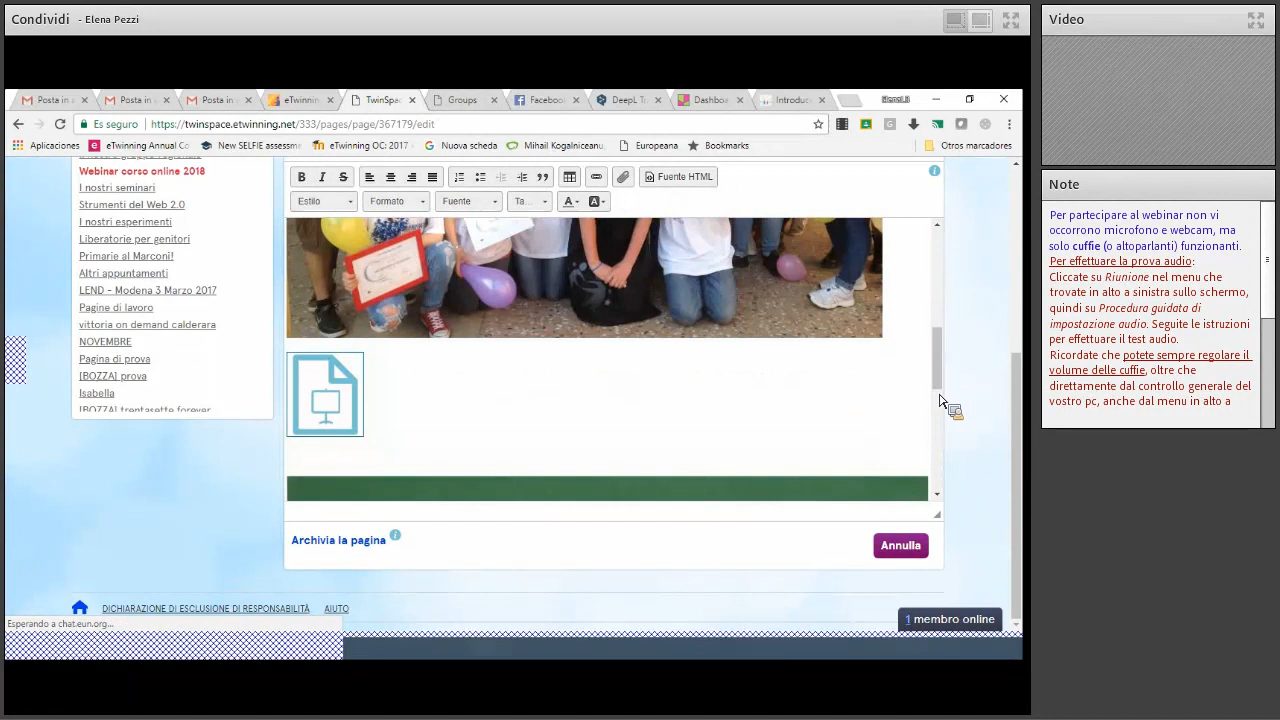 Condividi - Elena Pezzi
Video
Posta in a
Posta in a
Posta in
eTwinnin
TwinSpac
Groups
Facebook
DeepL Tr
Dashboa
Introduc
Es seguro
https://twinspace.etwinning.net/333/pages/page/367179/edit
Aplicaciones
eTwinning Annual Co
New SELFIE assessm
eTwinning OC: 2017
Nuova scheda
Mihail Kogalniceanu,
Europeana
Bookmarks
Otros marcadores
Webinar corso online 2018
I nostri seminari
Strumenti del Web 2.0
I nostri esperimenti
Liberatorie per genitori
Primarie al Marconi!
Altri appuntamenti
LEND - Modena 3 Marzo 2017
Pagine di lavoro
vittoria on demand calderara
NOVEMBRE
Pagina di prova
[BOZZA] prova
Isabella
[BOZZA] trentasette forever
B I S
Fuente HTML
Estilo
Formato
Fuente
Ta...
A
A
Archivia la pagina
Annulla
DICHIARAZIONE DI ESCLUSIONE DI RESPONSABILITÀ
AIUTO
Esperando a chat.eun.org...
1 membro online
Note
Per partecipere al webinar non vi
occorrono microfono e webcam, ma
solo cuffie (o altoparlanti) funzionanti.
Per effettuare la prova audio:
Cliccate su Riunione nel menu che
trovate in alto a sinistra sullo schermo,
quindi su Procedura guidata di
impostazione audio. Seguite le istruzioni
per effettuare il test audio.
Ricordate che potete sempre regolare il
volume delle cuffie, oltre che
direttamente dal controllo generale del
vostro pc, anche dal menu in alto a